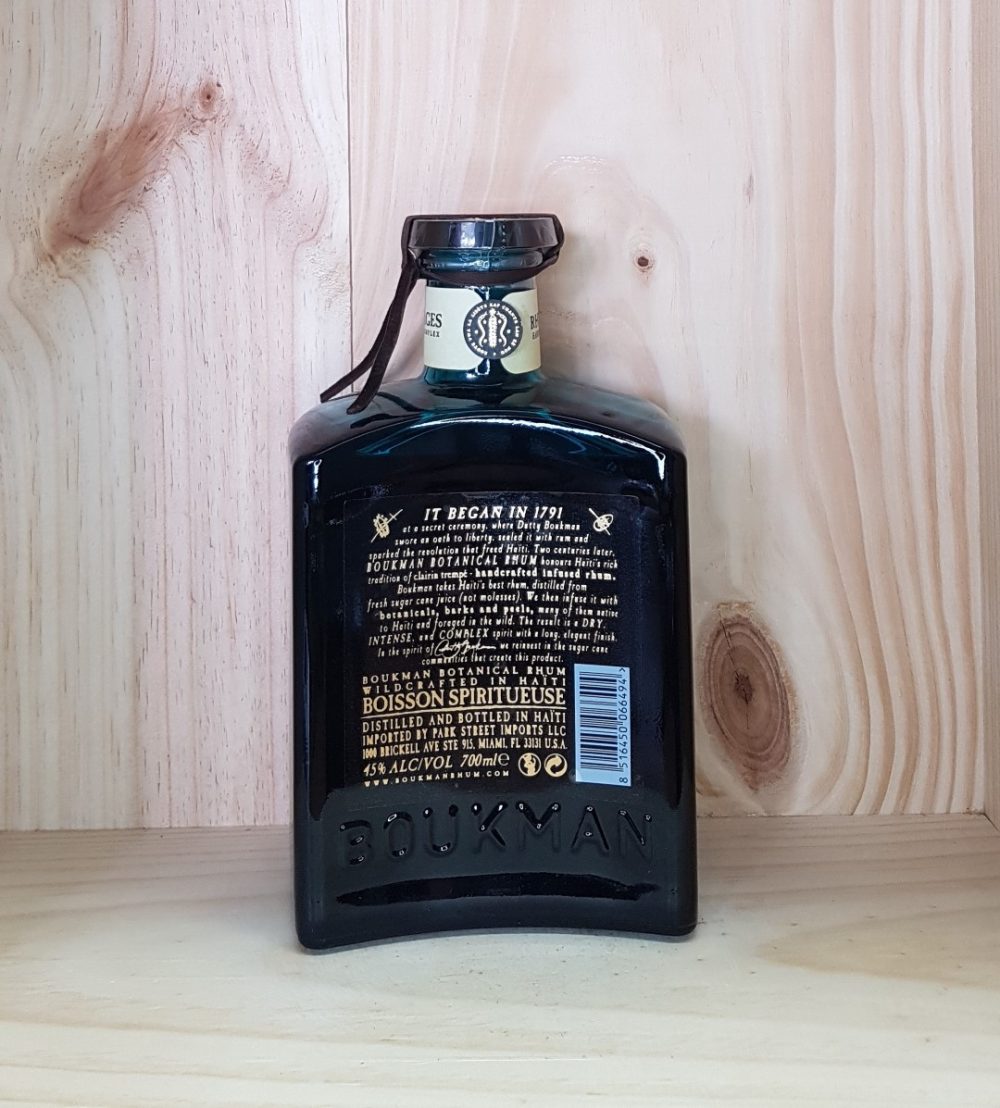 GES
IT BEGAN IN 1791
at a secret ceremony, where Dutty Boukman
swore an oath to liberty, sealed it with rum and
sparked the revolution that freed Haïti. Two centuries later,
BOUKMAN BOTANICAL RHUM honours Haïti's rich
tradition of clairin trempé - handcrafted infused rhum.
Boukman takes Haïti's best rhum, distilled from
fresh sugar cane juice (not molasses). We then infuse it with
botanicals, barks and peels, many of them native
to Haïti and foraged in the wild. The result is a DRY,
INTENSE, and COMPLEX spirit with a long, elegant finish.
In the spirit of we reinvest in the sugar cane
communities that create this product.
BOUKMAN BOTANICAL RHUM
WILDCRAFTED IN HAÏTI
BOISSON SPIRITUEUSE
DISTILLED AND BOTTLED IN HAÏTI
IMPORTED BY PARK STREET IMPORTS LLC
1000 BRICKELL AVE STE 915, MIAMI, FL 33131 U.S.A.
45% ALC/VOL 700ml℮
WWW.BOUKMANRHUM.COM
8 516450 066494 >
BOUKMAN